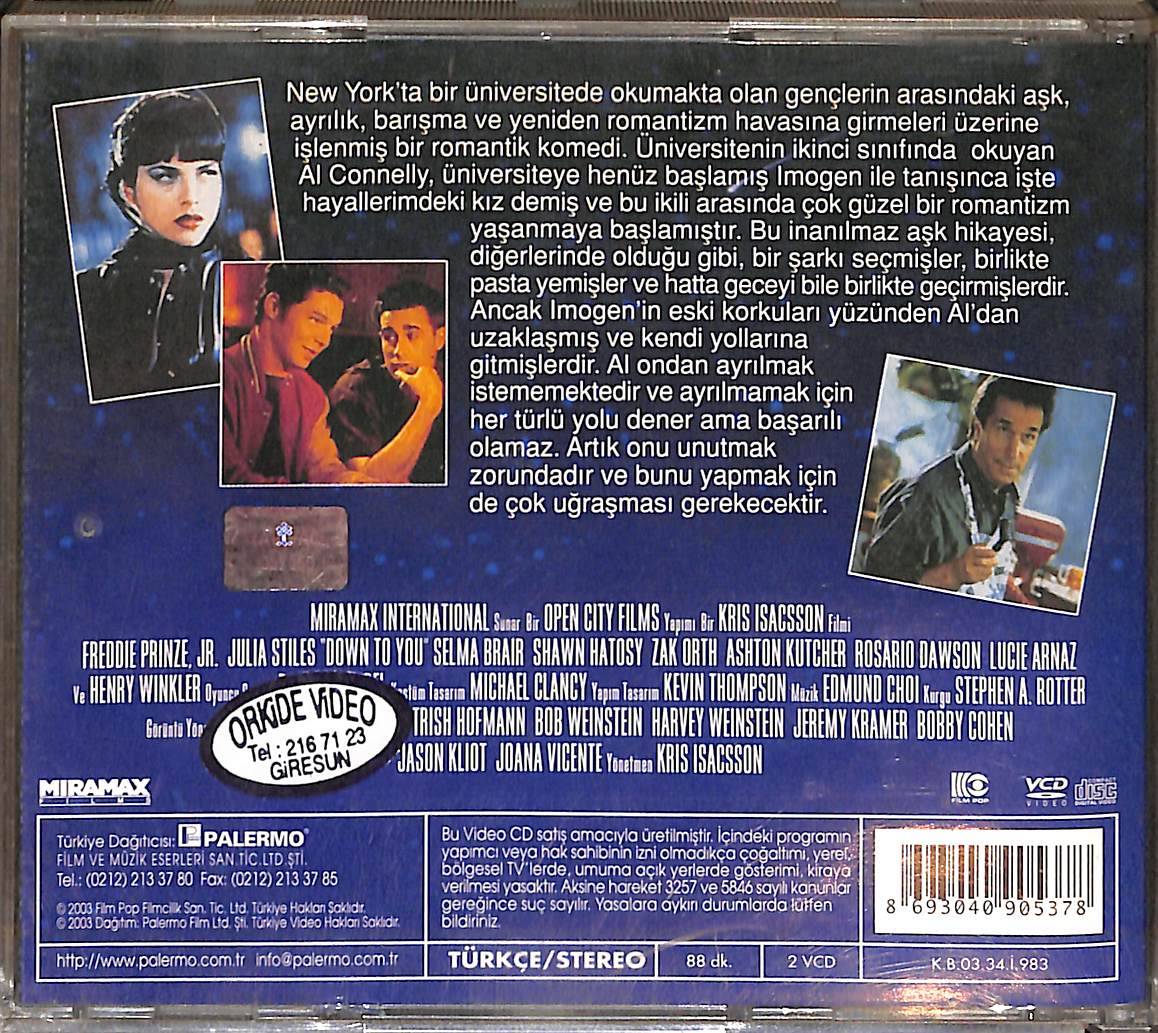 New York'ta bir üniversitede okumakta olan gençlerin arasındaki aşk,
ayrılık, barışma ve yeniden romantizm havasına girmeleri üzerine
işlenmiş bir romantik komedi. Üniversitenin ikinci sınıfında okuyan
Al Connelly, üniversiteye henüz başlamış Imogen ile tanışınca işte
hayallerimdeki kız demiş ve bu ikili arasında çok güzel bir romantizm
yaşanmaya başlamıştır. Bu inanılmaz aşk hikayesi,
diğerlerinde olduğu gibi, bir şarkı seçmişler, birlikte
pasta yemişler ve hatta geceyi bile birlikte geçirmişlerdir.
Ancak Imogen'in eski korkuları yüzünden Al'dan
uzaklaşmış ve kendi yollarına
gitmişlerdir. Al ondan ayrılmak
istememektedir ve ayrılmamak için
her türlü yolu dener ama başarılı
olamaz. Artık onu unutmak
zorundadır ve bunu yapmak için
de çok uğraşması gerekecektir.
MIRAMAX INTERNATIONAL Sunar Bir OPEN CITY FILMS Yapımı Bir KRIS ISACSSON Filmi
FREDDIE PRINZE, JR. JULIA STILES "DOWN TO YOU" SELMA BRAIR SHAWN HATOSY ZAK ORTH ASHTON KUTCHER ROSARIO DAWSON LUCIE ARNAZ
Ve HENRY WINKLER Tasarım MICHAEL CLANCY Yapım Tasarım KEVIN THOMPSON Müzik EDMUND CHOI Kurgu STEPHEN A. ROTTER
Görüntü TRISH HOFMANN BOB WEINSTEIN HARVEY WEINSTEIN JEREMY KRAMER BOBBY COHEN
JASON KLIOT JOANA VICENTE Yönetmen KRIS ISACSSON
ORKİDE VİDEO
Tel : 216 71 23
GİRESUN
MIRAMAX
FILMS
FILM POP
VCD
VIDEO
COMPACT
disc
DIGITAL VIDEO
Türkiye Dağıtıcısı: PALERMO
FİLM VE MÜZİK ESERLERİ SAN.TİC.LTD.ŞTİ.
Tel.: (0212) 213 37 80 Fax: (0212) 213 37 85
© 2003 Film Pop Filmcilik San. Tic. Ltd. Türkiye Hakları Saklıdır.
© 2003 Dağıtım: Palermo Film Ltd. Şti. Türkiye Video Hakları Saklıdır.
http://www.palermo.com.tr info@palermo.com.tr
Bu Video CD satış amacıyla üretilmiştir. İçindeki programın
yapımcı veya hak sahibinin izni olmadıkça çoğaltımı, yerel,
bölgesel TV'lerde, umuma açık yerlerde gösterimi, kiraya
verilmesi yasaktır. Aksine hareket 3257 ve 5846 sayılı kanunlar
gereğince suç sayılır. Yasalara aykırı durumlarda lütfen
bildiriniz.
TÜRKÇE/STEREO
88 dk.
2 VCD
8 693040 905378
K.B.03.34.İ.983